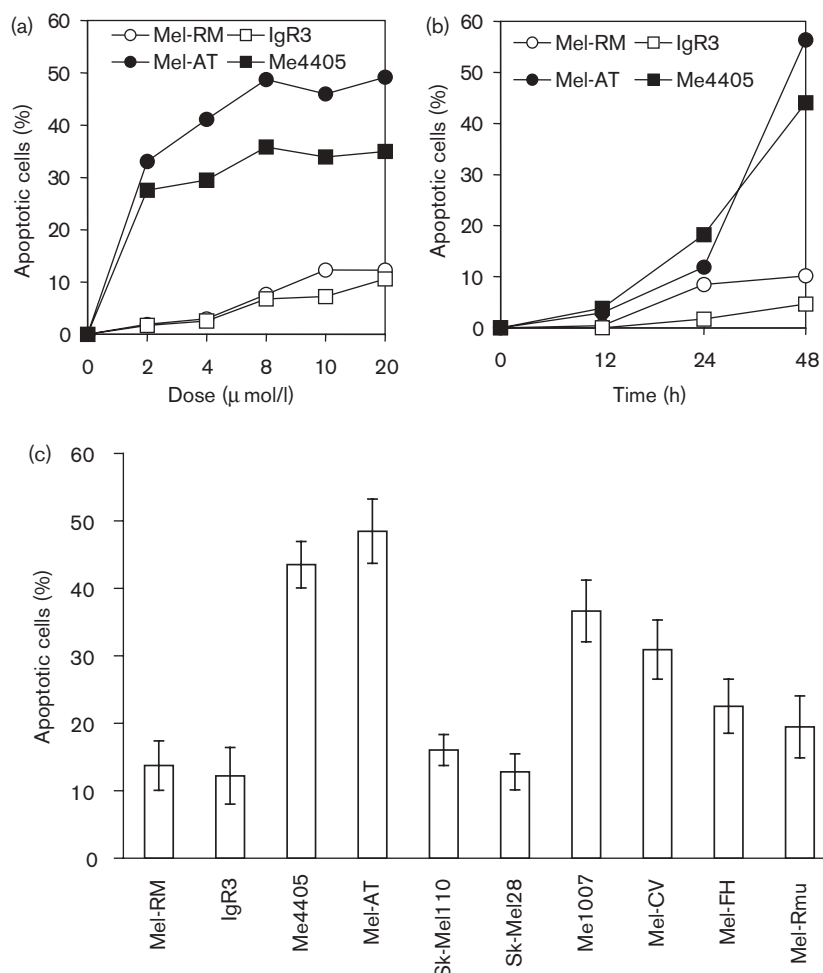 (a)
Mel-RM IgR3
Mel-AT Me4405
Apoptotic cells (%)
60
50
40
30
20
10
0
0 2 4 8 10 20
Dose (μ mol/l)
(b)
Mel-RM IgR3
Mel-AT Me4405
Apoptotic cells (%)
60
50
40
30
20
10
0
0 12 24 48
Time (h)
(c)
Apoptotic cells (%)
60
50
40
30
20
10
0
Mel-RM
IgR3
Me4405
Mel-AT
Sk-Mel110
Sk-Mel28
Me1007
Mel-CV
Mel-FH
Mel-Rmu